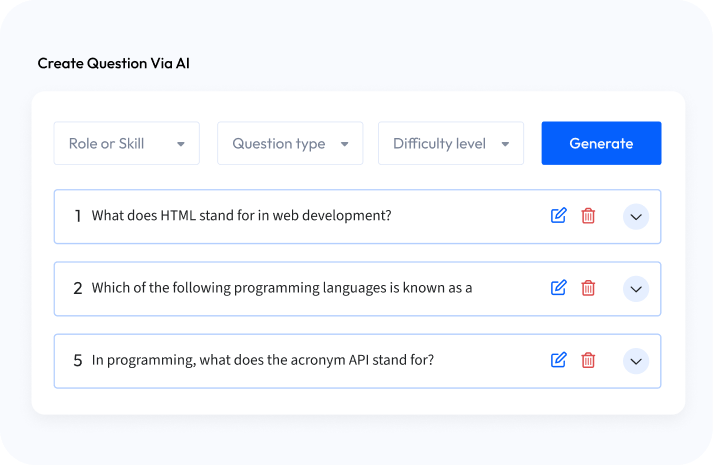 Create Question Via AI
Role or Skill Question type Difficulty level Generate
1 What does HTML stand for in web development?
2 Which of the following programming languages is known as a
5 In programming, what does the acronym API stand for?